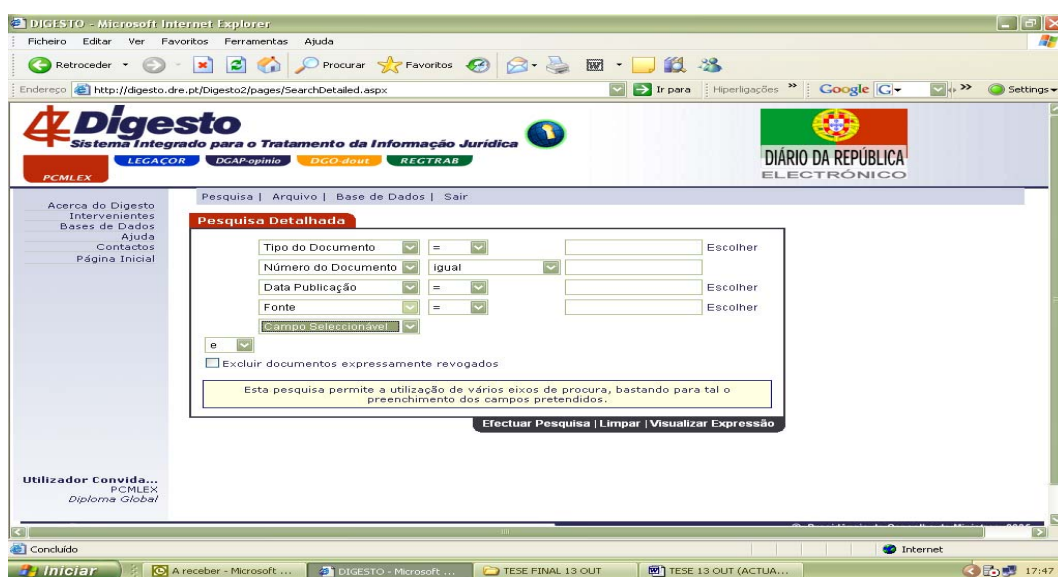 DIGESTO - Microsoft Internet Explorer
Ficheiro Editar Ver Favoritos Ferramentas Ajuda
Retroceder Procurar Favoritos
Endereço http://digesto.dre.pt/Digesto2/pages/SearchDetailed.aspx Ir para Hiperligações » Google G » Settings
Digesto
Sistema Integrado para o Tratamento da Informação Jurídica
LEGAÇOR DGAP-opinio DGO-dout REGTRAB
PCMLEX
DIÁRIO DA REPÚBLICA
ELECTRÓNICO
Pesquisa | Arquivo | Base de Dados | Sair
Acerca do Digesto
Intervenientes
Bases de Dados
Ajuda
Contactos
Página Inicial
Pesquisa Detalhada
Tipo do Documento = Escolher
Número do Documento igual
Data Publicação = Escolher
Fonte = Escolher
Campo Seleccionável
e
Excluir documentos expressamente revogados
Esta pesquisa permite a utilização de vários eixos de procura, bastando para tal o
preenchimento dos campos pretendidos.
Efectuar Pesquisa | Limpar | Visualizar Expressão
Utilizador Convida...
PCMLEX
Diploma Global
Concluído Internet
Iniciar A receber - Microsoft ... DIGESTO - Microsoft ... TESE FINAL 13 OUT TESE 13 OUT (ACTUA... 17:47